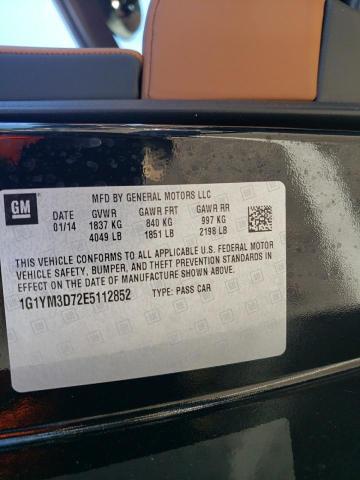 GM
MFD BY GENERAL MOTORS LLC
DATE GVWR GAWR FRT GAWR RR
01/14 1837 KG 840 KG 997 KG
4049 LB 1851 LB 2198 LB
THIS VEHICLE CONFORMS TO ALL APPLICABLE U.S. FEDERAL MOTOR
VEHICLE SAFETY, BUMPER, AND THEFT PREVENTION STANDARDS
IN EFFECT ON THE DATE OF MANUFACTURE SHOWN ABOVE.
1G1YM3D72E5112852 TYPE: PASS CAR